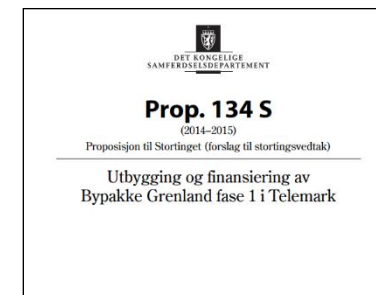 DET KONGELIGE
SAMFERDSELSDEPARTEMENT
Prop. 134 S
(2014–2015)
Proposisjon til Stortinget (forslag til stortingsvedtak)
Utbygging og finansiering av
Bypakke Grenland fase 1 i Telemark